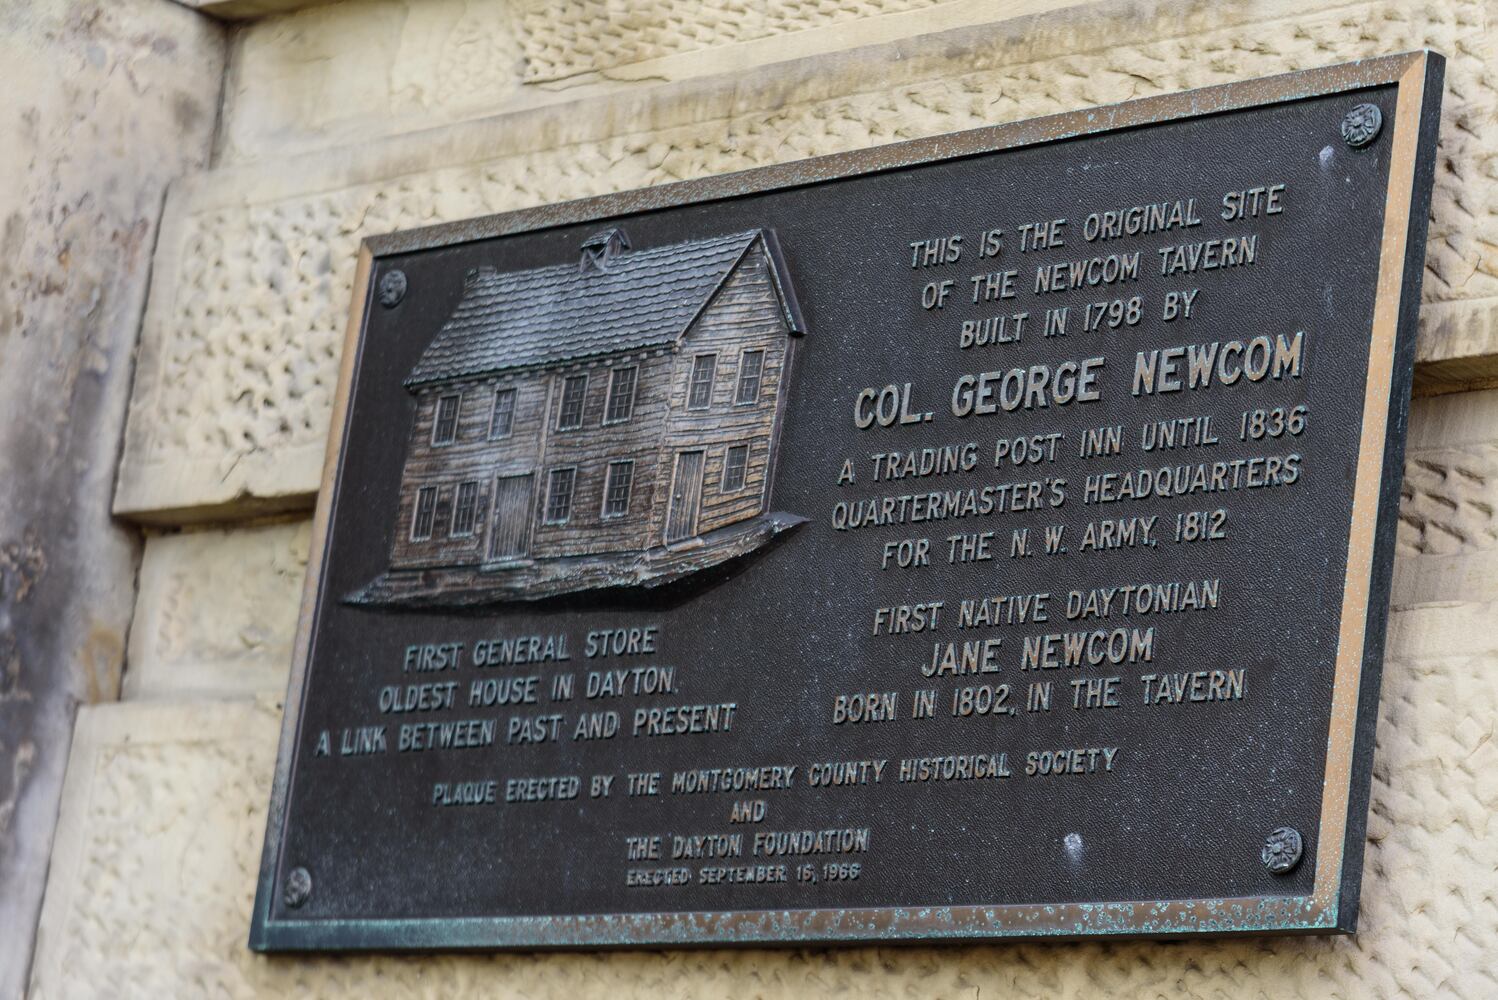 THIS IS THE ORIGINAL SITE
OF THE NEWCOM TAVERN
BUILT IN 1798 BY
COL. GEORGE NEWCOM
A TRADING POST INN UNTIL 1836
QUARTERMASTER'S HEADQUARTERS
FOR THE N. W. ARMY, 1812
FIRST NATIVE DAYTONIAN
JANE NEWCOM
BORN IN 1802, IN THE TAVERN
FIRST GENERAL STORE
OLDEST HOUSE IN DAYTON.
A LINK BETWEEN PAST AND PRESENT
PLAQUE ERECTED BY THE MONTGOMERY COUNTY HISTORICAL SOCIETY
AND
THE DAYTON FOUNDATION
ERECTED SEPTEMBER 16, 1966